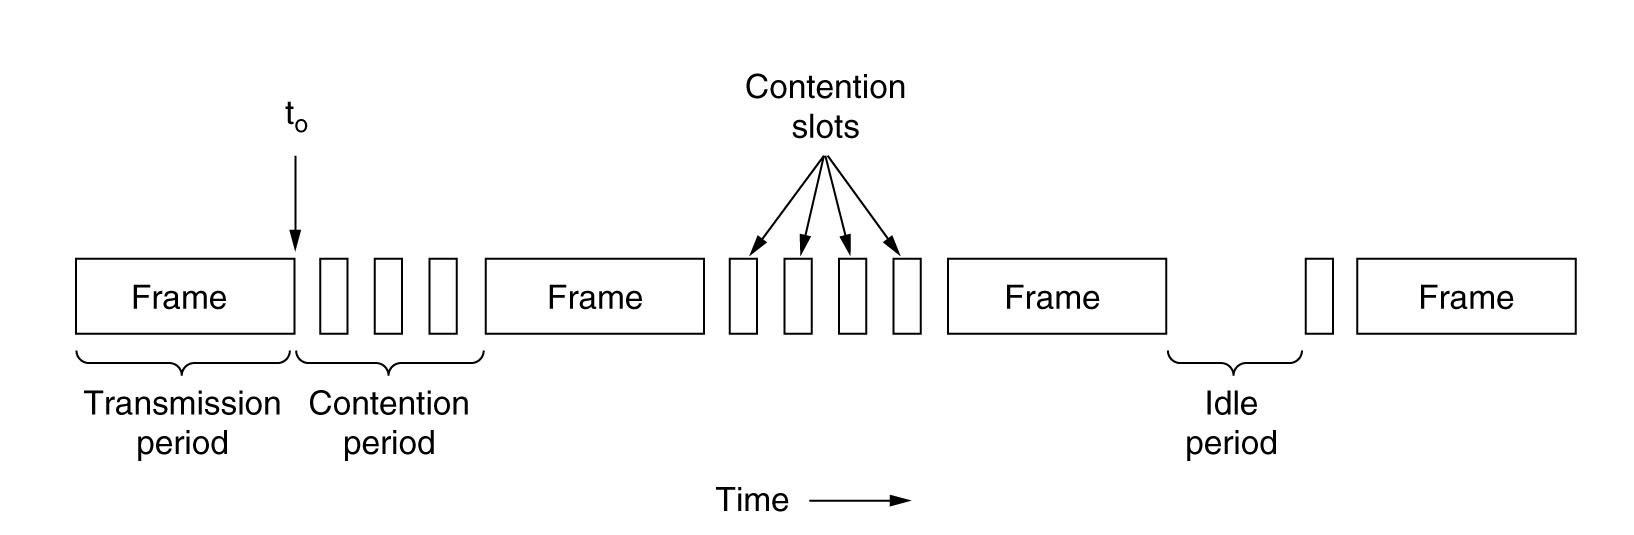 Contention
slots
t₀
Frame
Frame
Frame
Frame
Transmission
period
Contention
period
Idle
period
Time